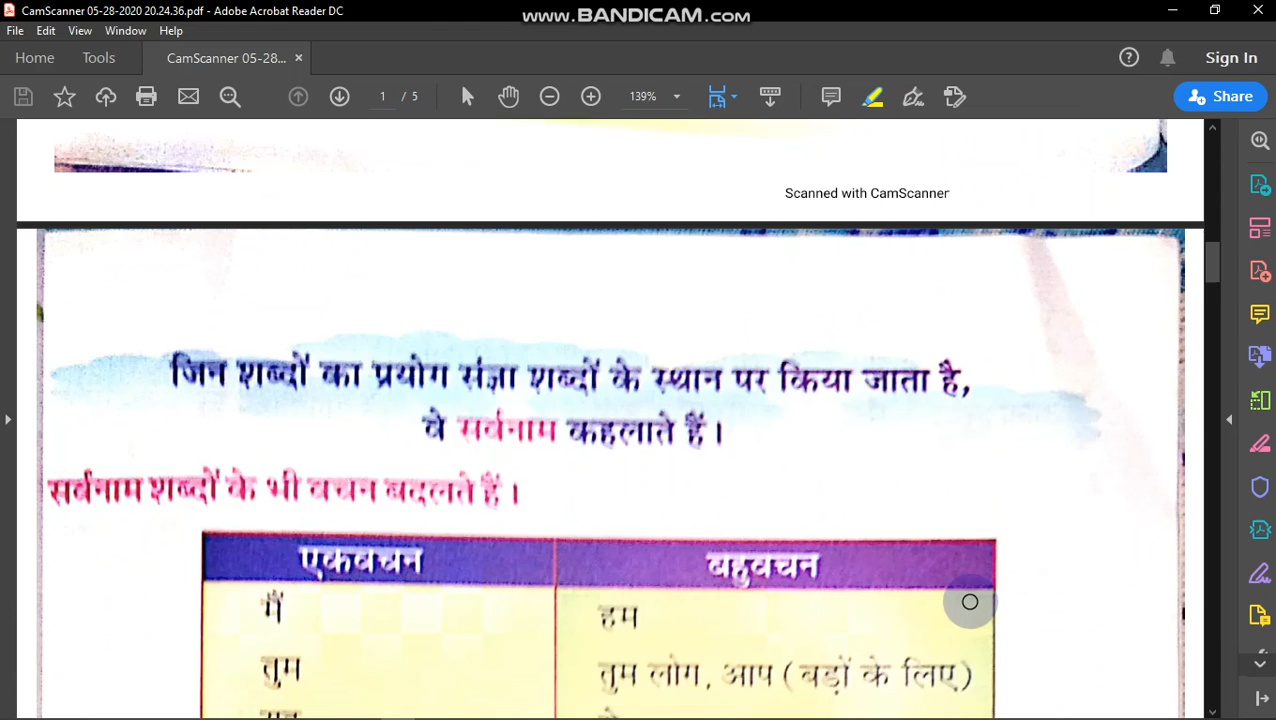 CamScanner 05-28-2020 20.24.36.pdf - Adobe Acrobat Reader DC
www.BANDICAM.com
File Edit View Window Help
Home Tools CamScanner 05-28... × Sign In
1 / 5 139% Share
Scanned with CamScanner
जिन शब्दों का प्रयोग संज्ञा शब्दों के स्थान पर किया जाता है,
वे सर्वनाम कहलाते हैं।
सर्वनाम शब्दों के भी वचन बदलते हैं।
एकवचन बहुवचन
मैं हम
तुम तुम लोग, आप (बड़ों के लिए)